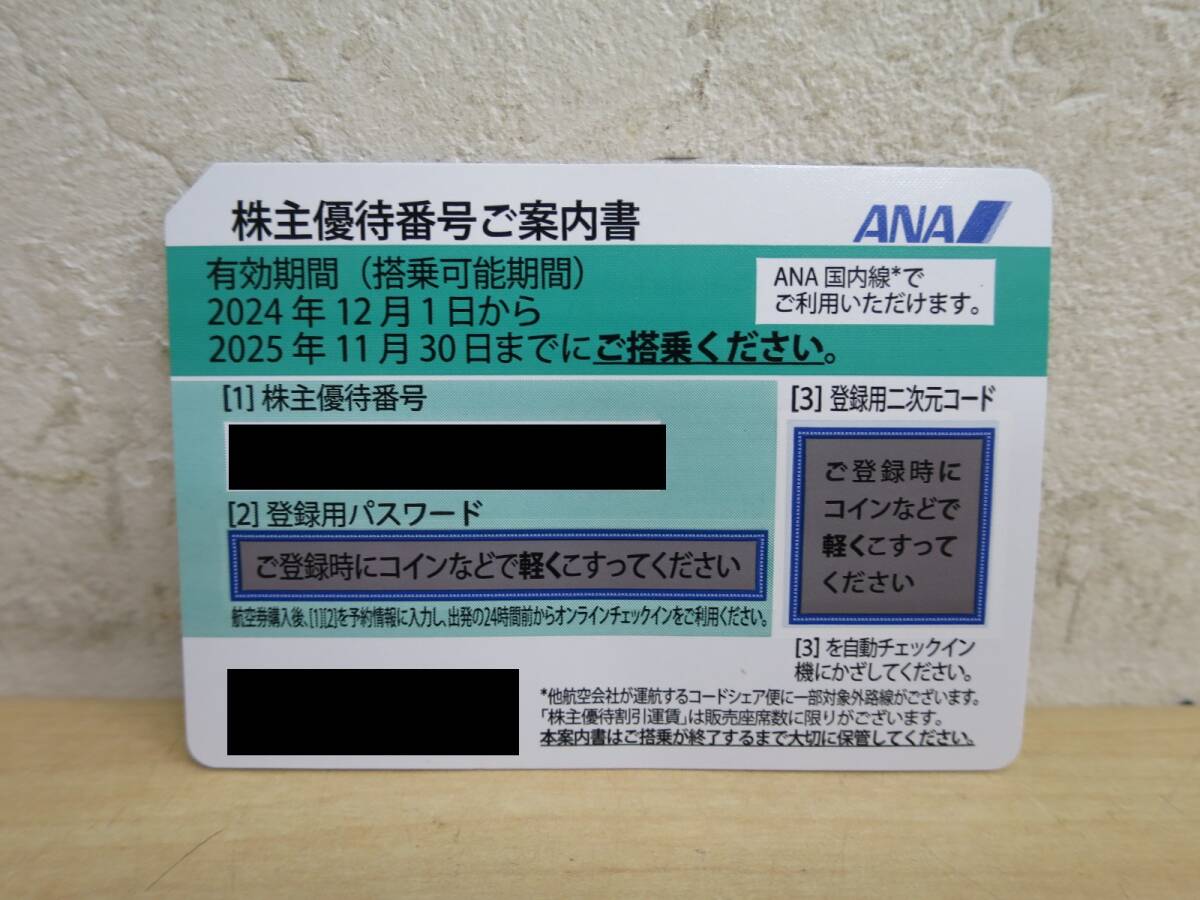 株主優待番号ご案内書
ANA
有効期間（搭乗可能期間）
2024年12月1日から
2025年11月30日までにご搭乗ください。
ANA国内線*で
ご利用いただけます。
[1]株主優待番号
[2]登録用パスワード
ご登録時にコインなどで軽くこすってください
航空券購入後、[1][2]を予約情報に入力し、出発の24時間前からオンラインチェックインをご利用ください。
[3]登録用二次元コード
ご登録時に
コインなどで
軽くこすって
ください
[3]を自動チェックイン
機にかざしてください。
*他航空会社が運航するコードシェア便に一部対象外路線がございます。
「株主優待割引運賃」は販売座席数に限りがございます。
本案内書はご搭乗が終了するまで大切に保管してください。